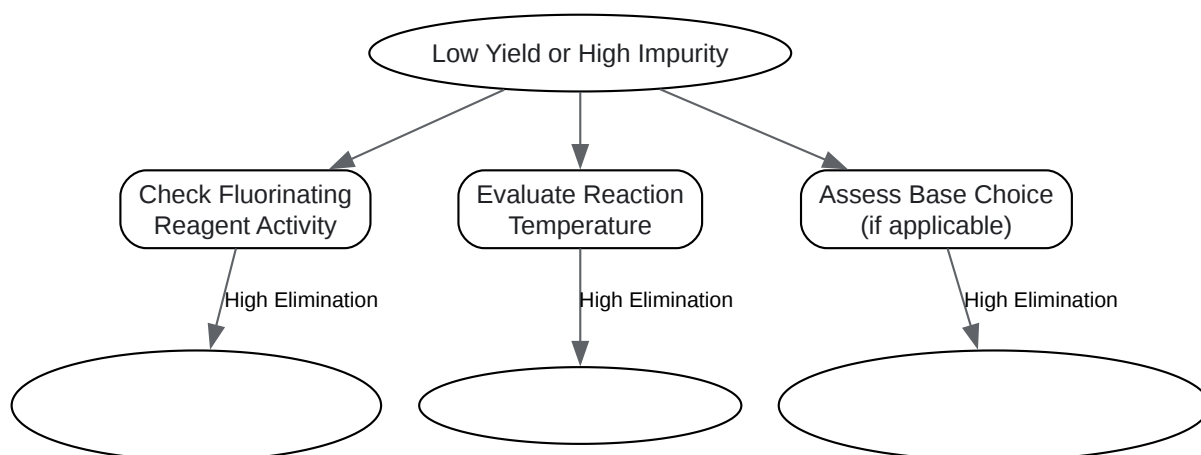 Low Yield or High Impurity
Check Fluorinating
Reagent Activity
Evaluate Reaction
Temperature
Assess Base Choice
(if applicable)
High Elimination
High Elimination
High Elimination